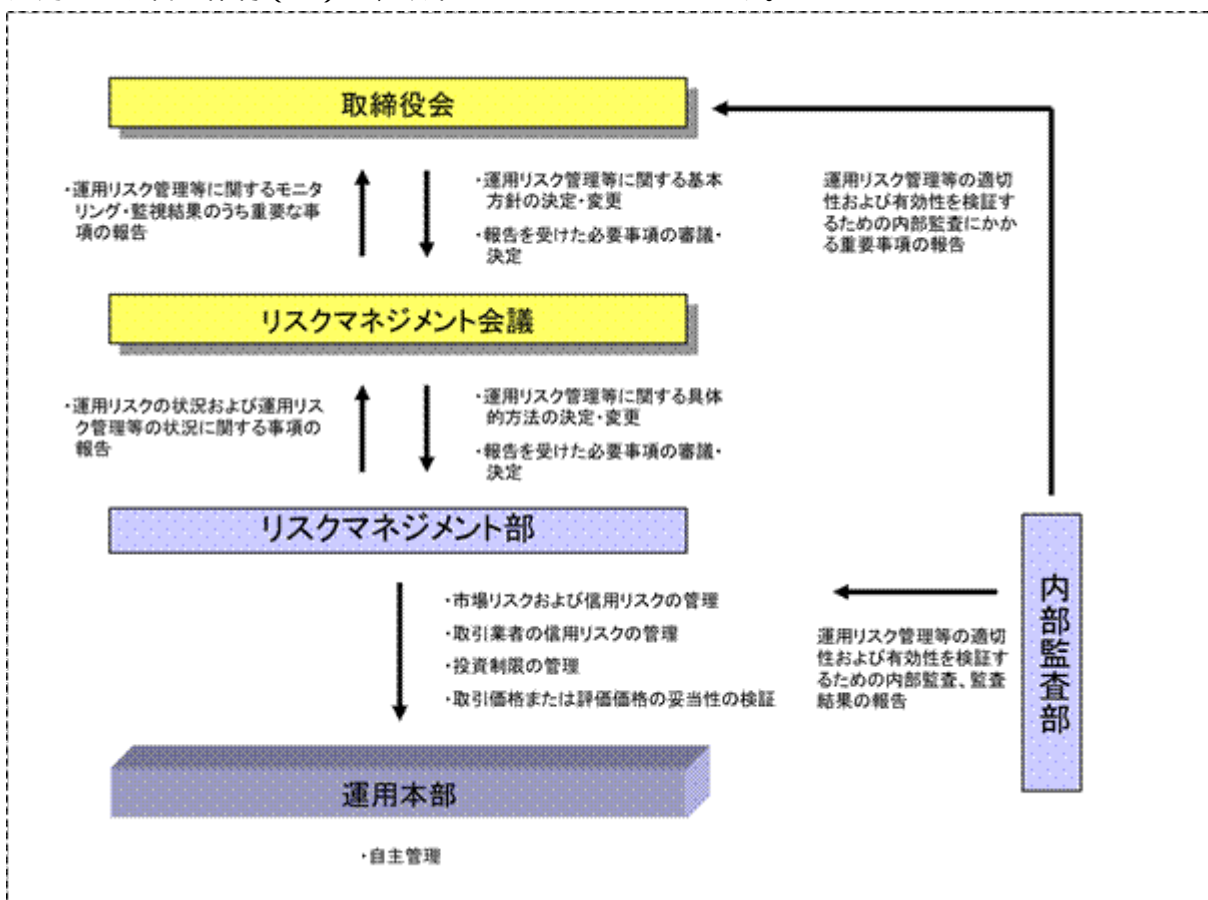 取締役会
・運用リスク管理等に関するモニタ
リング・監視結果のうち重要な事
項の報告
・運用リスク管理等に関する基本
方針の決定・変更
・報告を受けた必要事項の審議・
決定
運用リスク管理等の適切
性および有効性を検証す
るための内部監査にかか
る重要事項の報告
リスクマネジメント会議
・運用リスクの状況および運用リス
ク管理等の状況に関する事項の
報告
・運用リスク管理等に関する具体
的方法の決定・変更
・報告を受けた必要事項の審議・
決定
リスクマネジメント部
・市場リスクおよび信用リスクの管理
・取引業者の信用リスクの管理
・投資制限の管理
・取引価格または評価価格の妥当性の検証
運用リスク管理等の適切
性および有効性を検証す
るための内部監査、監査
結果の報告
内部監査部
運用本部
・自主管理